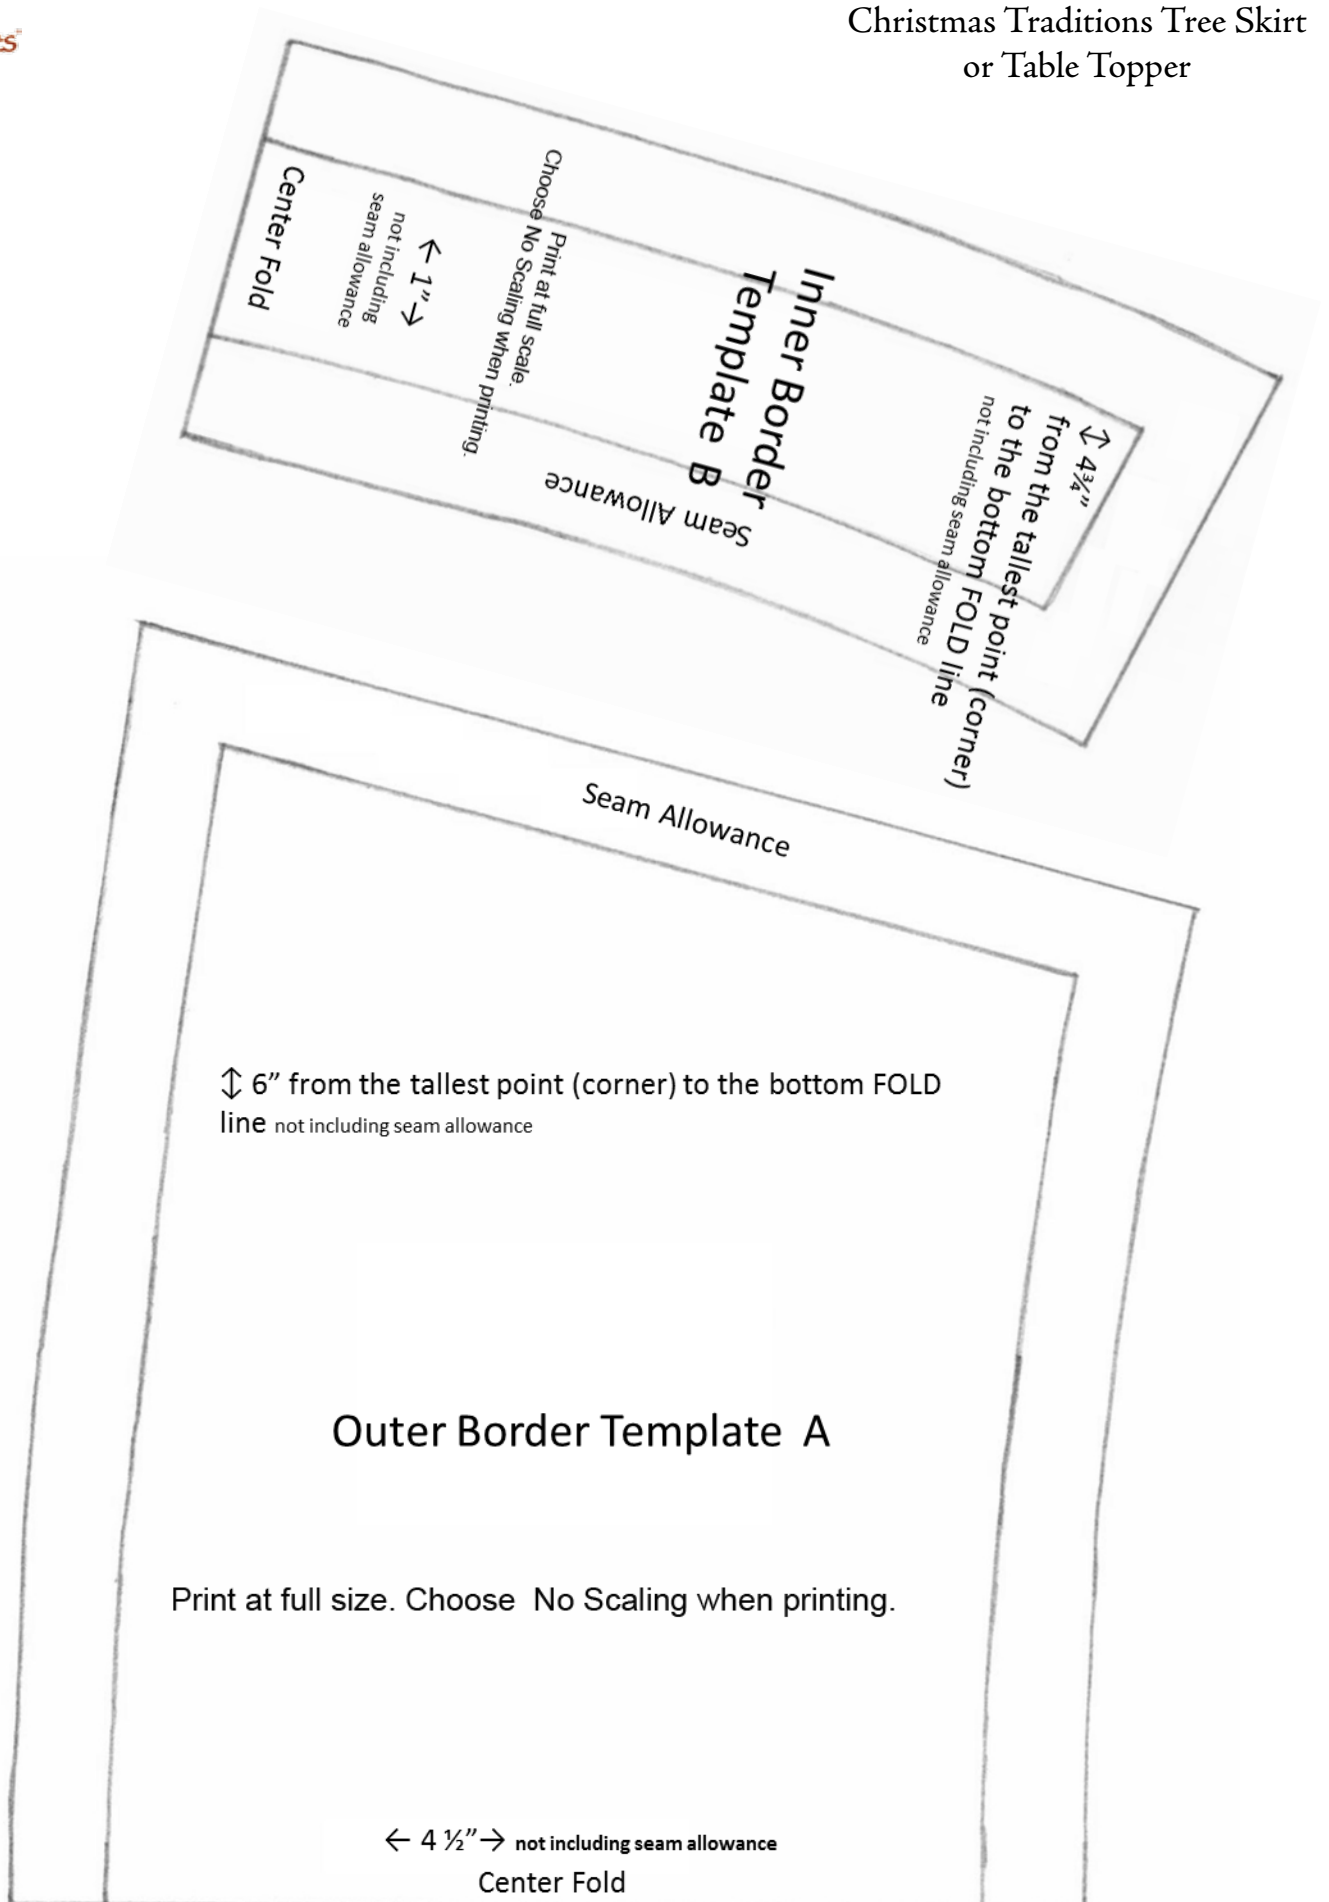 Christmas Traditions Tree Skirt
or Table Topper
Center Fold
← 1” →
not including
seam allowance
Print at full scale.
Choose No Scaling when printing.
Inner Border
Template B
Seam Allowance
↕ 4¾”
from the tallest point (corner)
to the bottom FOLD line
not including seam allowance
Seam Allowance
↕ 6” from the tallest point (corner) to the bottom FOLD
line not including seam allowance
Outer Border Template A
Print at full size. Choose No Scaling when printing.
← 4 ½”→ not including seam allowance
Center Fold